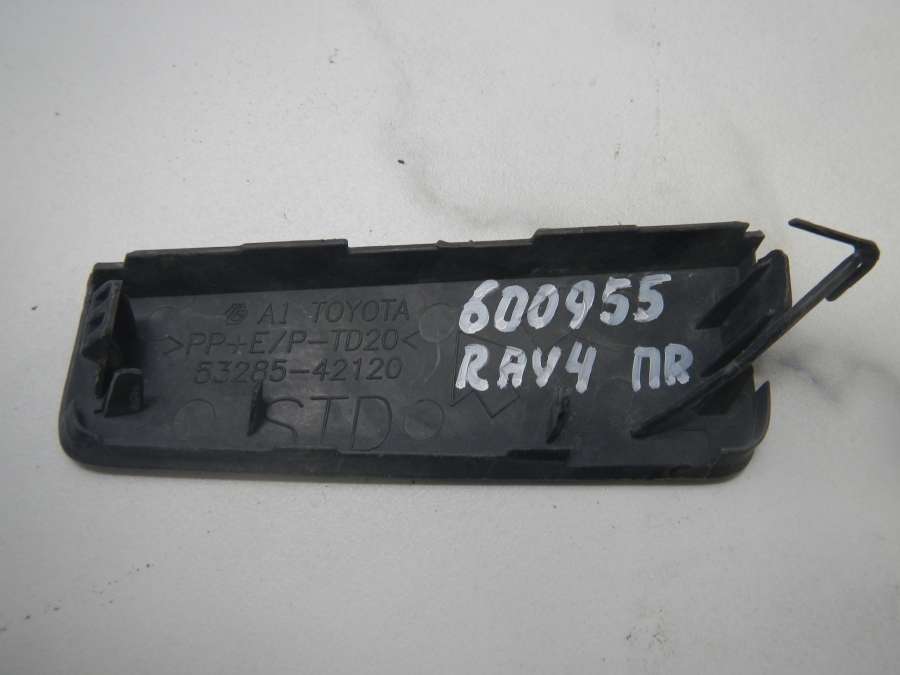 A1 TOYOTA
>PP+E/P-TD20<
53285-42120
STD
600955
RAV4 ПR